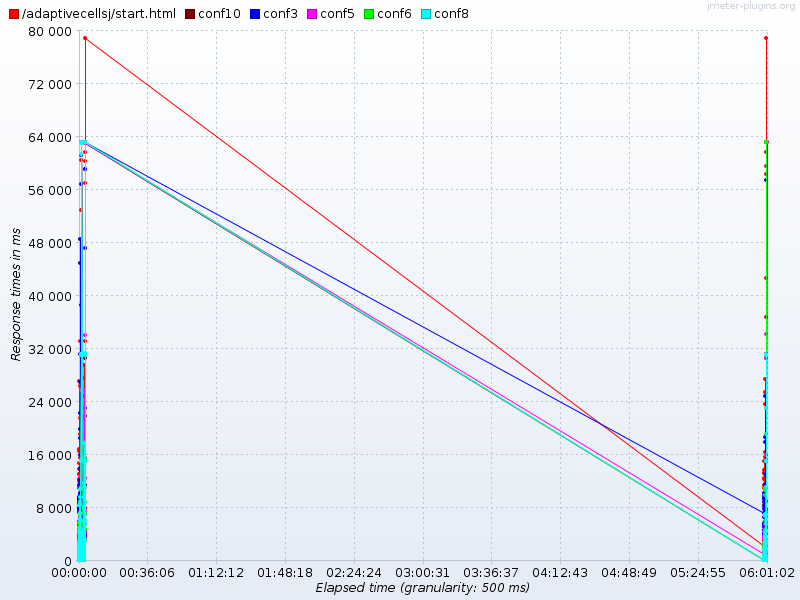 jmeter-plugins.org
/adaptivecellsj/start.html conf10 conf3 conf5 conf6 conf8
80 000
72 000
64 000
56 000
48 000
40 000
32 000
24 000
16 000
8 000
0
Response times in ms
00:00:00 00:36:06 01:12:12 01:48:18 02:24:24 03:00:31 03:36:37 04:12:43 04:48:49 05:24:55 06:01:02
Elapsed time (granularity: 500 ms)